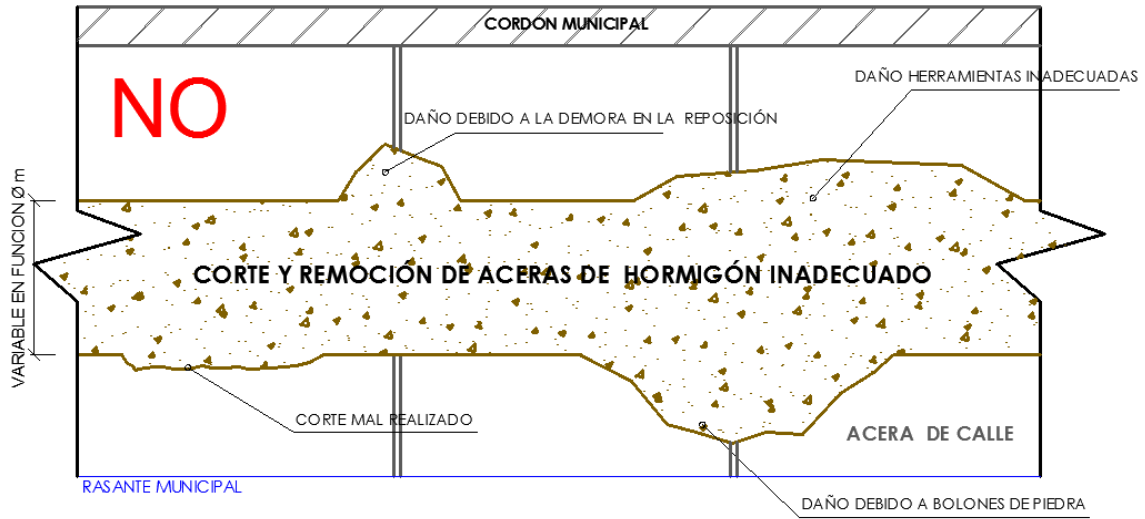 CORDON MUNICIPAL
NO
DAÑO HERRAMIENTAS INADECUADAS
DAÑO DEBIDO A LA DEMORA EN LA REPOSICIÓN
VARIABLE EN FUNCION Ø m
CORTE Y REMOCIÓN DE ACERAS DE HORMIGÓN INADECUADO
CORTE MAL REALIZADO
ACERA DE CALLE
RASANTE MUNICIPAL
DAÑO DEBIDO A BOLONES DE PIEDRA